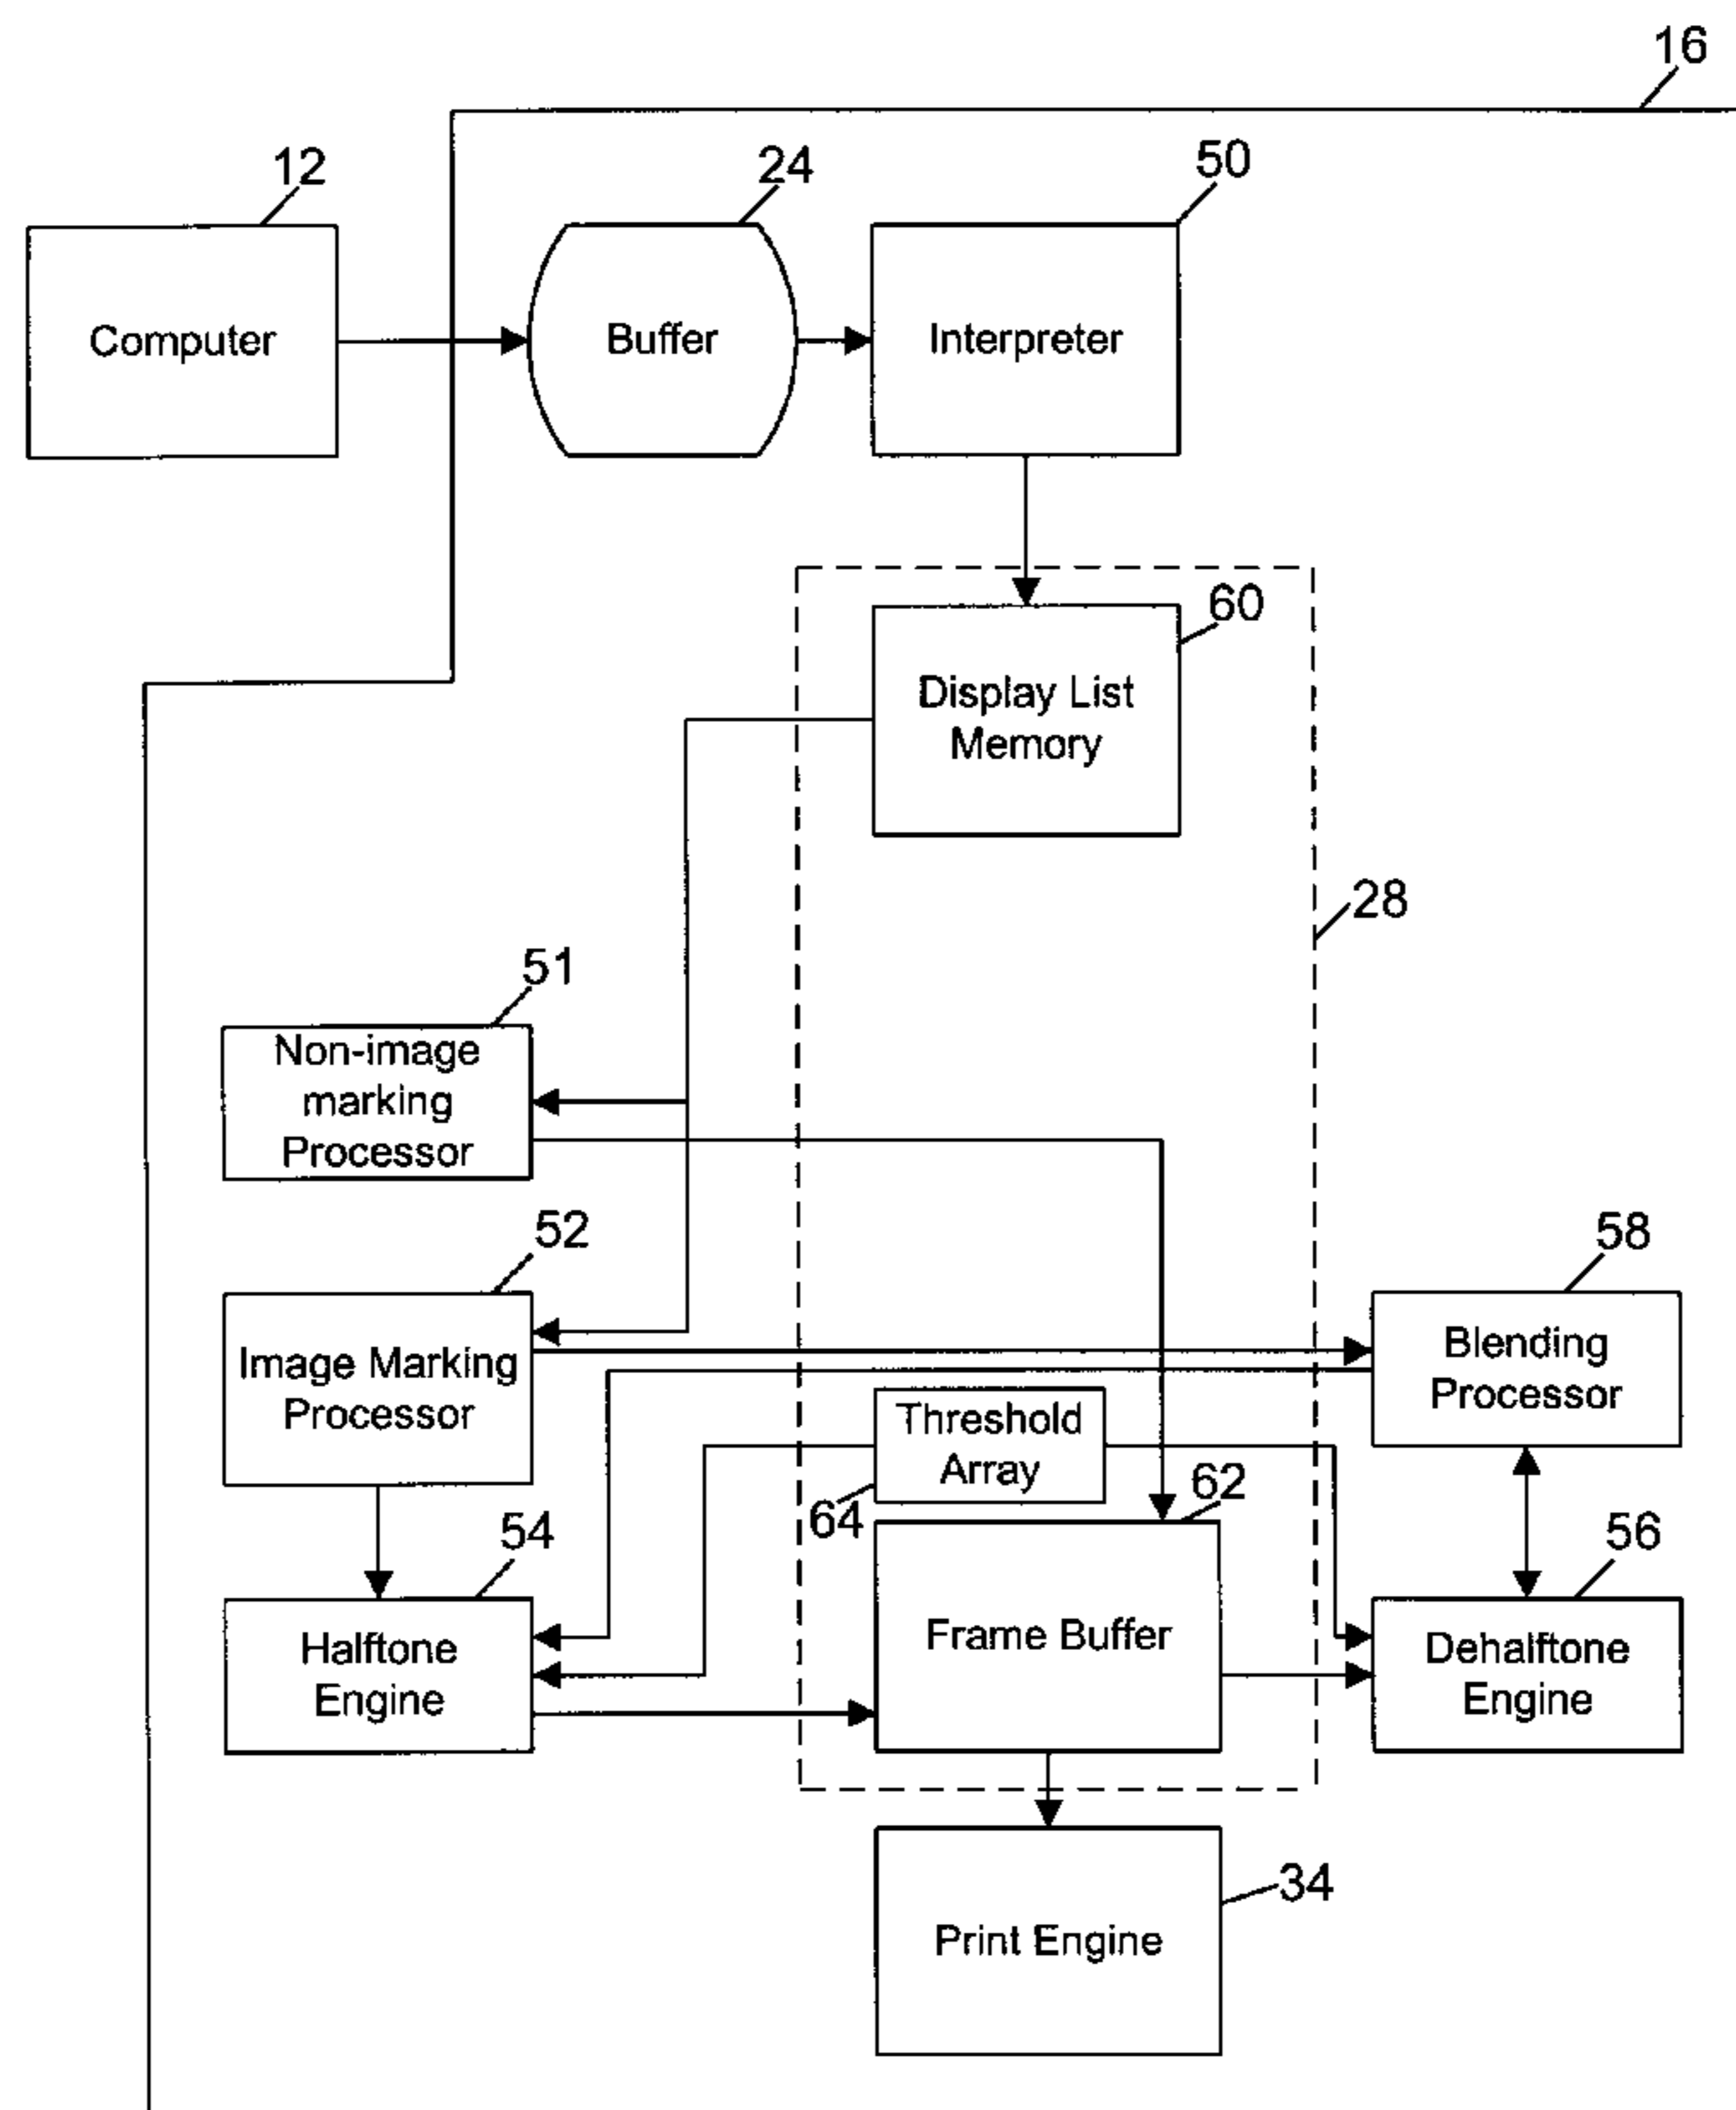 16
12
24
50
Computer
Buffer
Interpreter
60
Display List
Memory
28
51
Non-image
marking
Processor
52
58
Image Marking
Processor
Blending
Processor
Threshold
Array
64
62
54
56
Halftone
Engine
Frame Buffer
Dehalftone
Engine
34
Print Engine